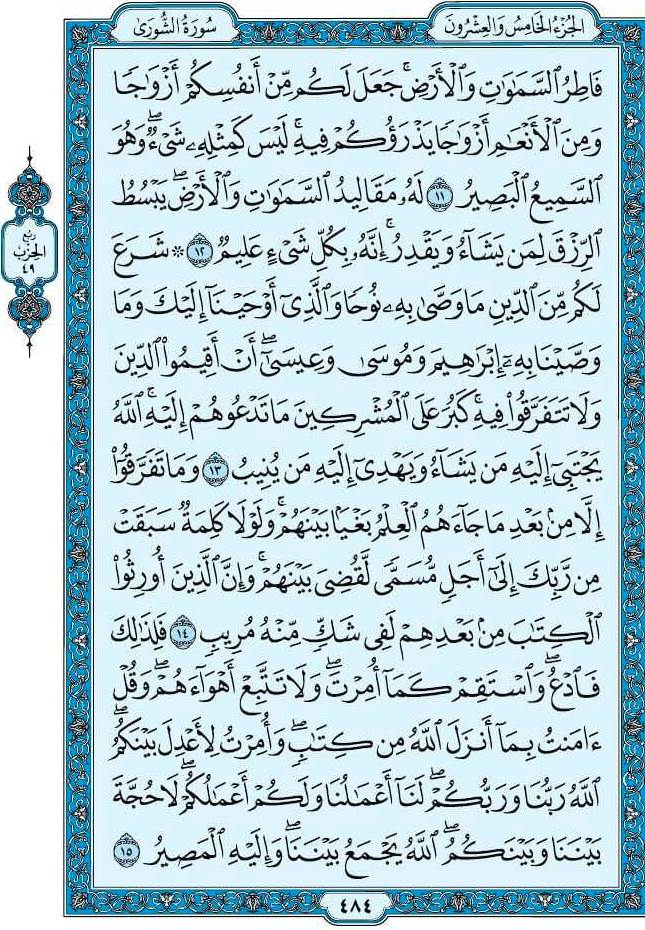 الجُزْءُ الخَامِسُ وَالعِشْرُونَ
سُورَةُ الشُّورَىٰ
فَاطِرُ ٱلسَّمَٰوَٰتِ وَٱلْأَرْضِۚ جَعَلَ لَكُم مِّنْ أَنفُسِكُمْ أَزْوَٰجًا
وَمِنَ ٱلْأَنْعَٰمِ أَزْوَٰجًا يَذْرَؤُكُمْ فِيهِۚ لَيْسَ كَمِثْلِهِۦ شَىْءٌۖ وَهُوَ
ٱلسَّمِيعُ ٱلْبَصِيرُ ١١ لَهُۥ مَقَالِيدُ ٱلسَّمَٰوَٰتِ وَٱلْأَرْضِۖ يَبْسُطُ
ٱلرِّزْقَ لِمَن يَشَآءُ وَيَقْدِرُۚ إِنَّهُۥ بِكُلِّ شَىْءٍ عَلِيمٌ ١٢ ۞ شَرَعَ
لَكُم مِّنَ ٱلدِّينِ مَا وَصَّىٰ بِهِۦ نُوحًا وَٱلَّذِىٓ أَوْحَيْنَآ إِلَيْكَ وَمَا
وَصَّيْنَا بِهِۦٓ إِبْرَٰهِيمَ وَمُوسَىٰ وَعِيسَىٰٓۖ أَنْ أَقِيمُوا۟ ٱلدِّينَ
وَلَا تَتَفَرَّقُوا۟ فِيهِۚ كَبُرَ عَلَى ٱلْمُشْرِكِينَ مَا تَدْعُوهُمْ إِلَيْهِۚ ٱللَّهُ
يَجْتَبِىٓ إِلَيْهِ مَن يَشَآءُ وَيَهْدِىٓ إِلَيْهِ مَن يُنِيبُ ١٣ وَمَا تَفَرَّقُوٓا۟
إِلَّا مِنۢ بَعْدِ مَا جَآءَهُمُ ٱلْعِلْمُ بَغْيًۢا بَيْنَهُمْۚ وَلَوْلَا كَلِمَةٌ سَبَقَتْ
مِن رَّبِّكَ إِلَىٰٓ أَجَلٍ مُّسَمًّى لَّقُضِىَ بَيْنَهُمْۚ وَإِنَّ ٱلَّذِينَ أُورِثُوا۟
ٱلْكِتَٰبَ مِنۢ بَعْدِهِمْ لَفِى شَكٍّ مِّنْهُ مُرِيبٍ ١٤ فَلِذَٰلِكَ
فَٱدْعُۖ وَٱسْتَقِمْ كَمَآ أُمِرْتَۖ وَلَا تَتَّبِعْ أَهْوَآءَهُمْۖ وَقُلْ
ءَامَنتُ بِمَآ أَنزَلَ ٱللَّهُ مِن كِتَٰبٍۖ وَأُمِرْتُ لِأَعْدِلَ بَيْنَكُمُۖ
ٱللَّهُ رَبُّنَا وَرَبُّكُمْۖ لَنَآ أَعْمَٰلُنَا وَلَكُمْ أَعْمَٰلُكُمْۖ لَا حُجَّةَ
بَيْنَنَا وَبَيْنَكُمُۖ ٱللَّهُ يَجْمَعُ بَيْنَنَاۖ وَإِلَيْهِ ٱلْمَصِيرُ ١٥
رُبع
الحِزْب
٤٩
٤٨٤